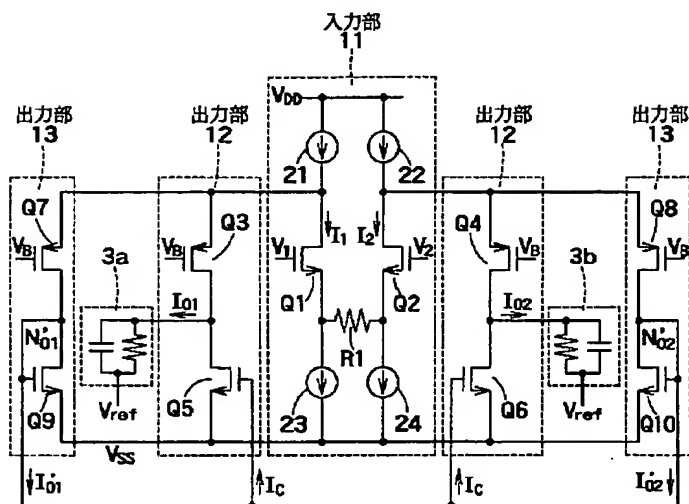 入力部
11
出力部
13
出力部
12
出力部
12
出力部
13
VDD
21
22
Q7
Q3
Q4
Q8
VB
VB
V1
I1
I2
V2
VB
VB
3a
I01
Q1
Q2
I02
3b
N'01
R1
N'02
Q9
Vref
Q5
23
24
Q6
Vref
Q10
VSS
I'01
IC
IC
I'02